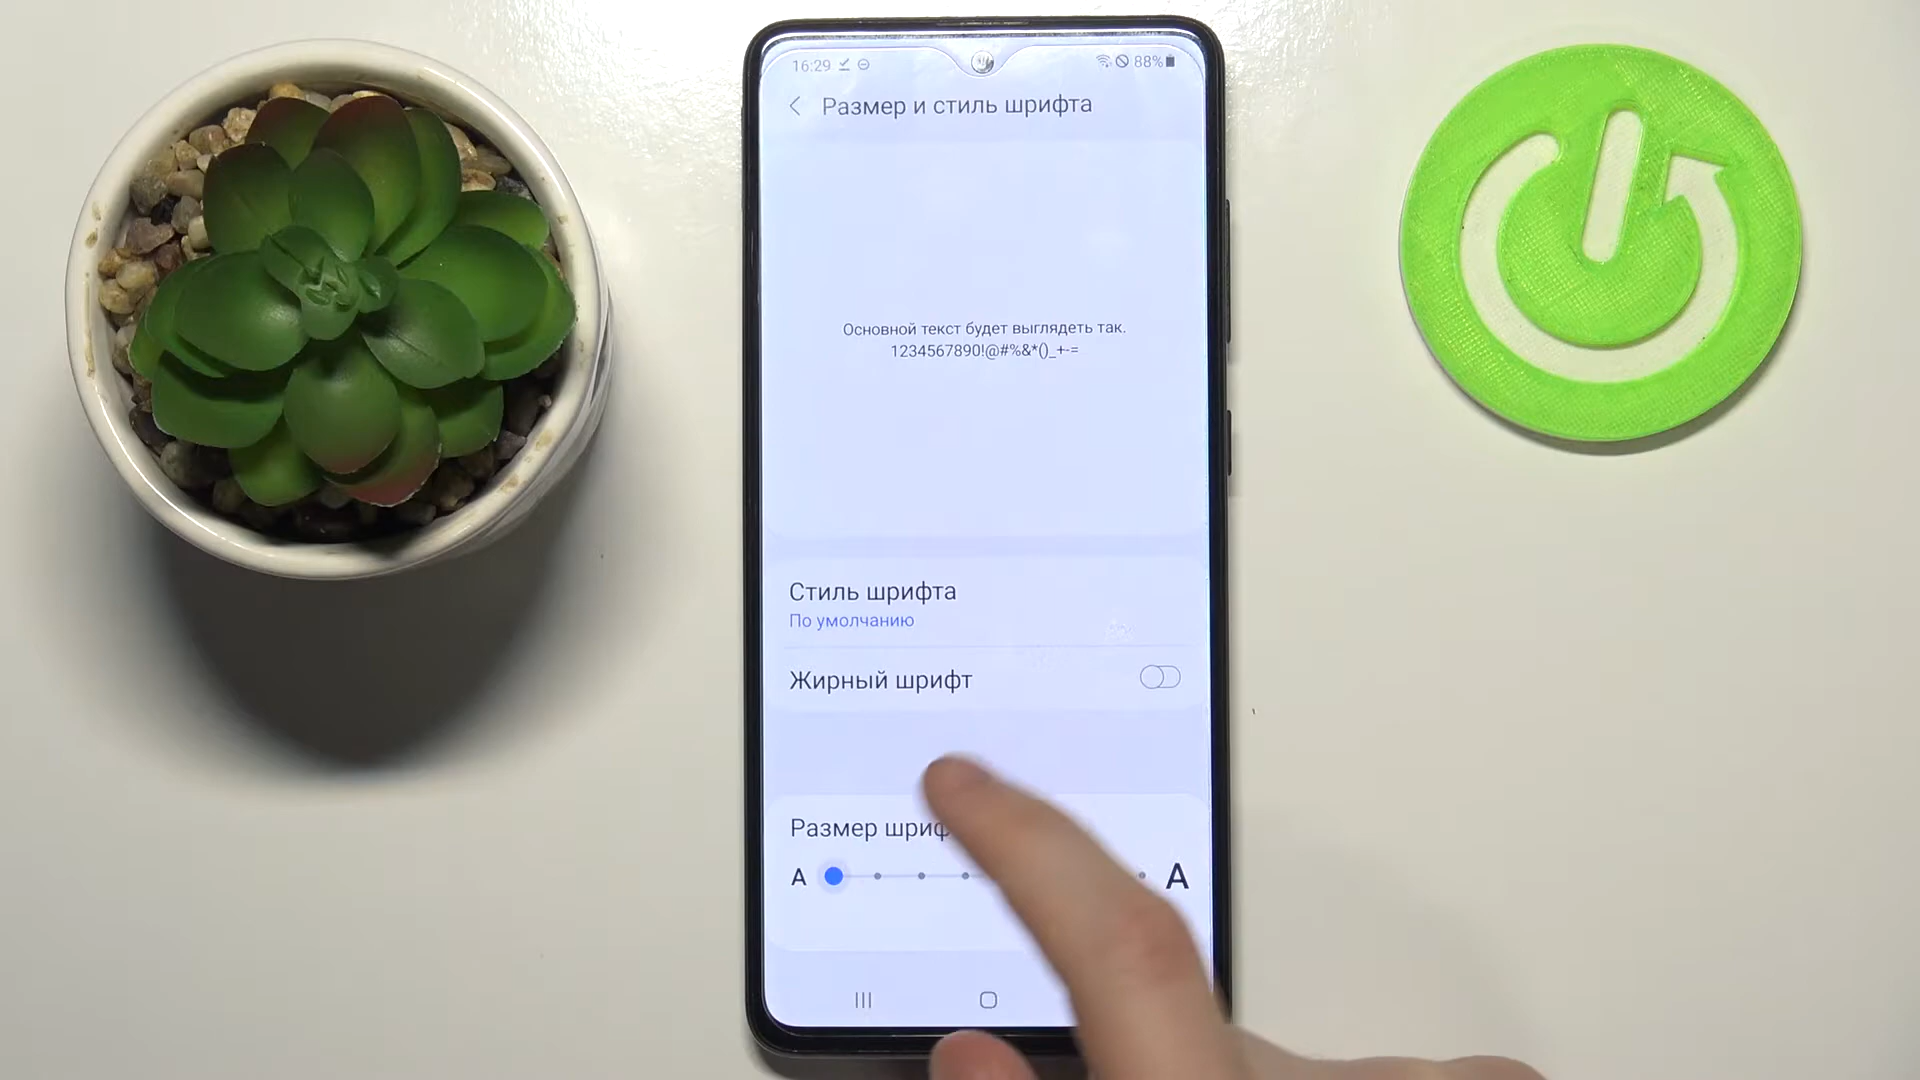 16:29 88%
Размер и стиль шрифта
Основной текст будет выглядеть так.
1234567890!@#%&*()_+-=
Стиль шрифта
По умолчанию
Жирный шрифт
Размер
A A